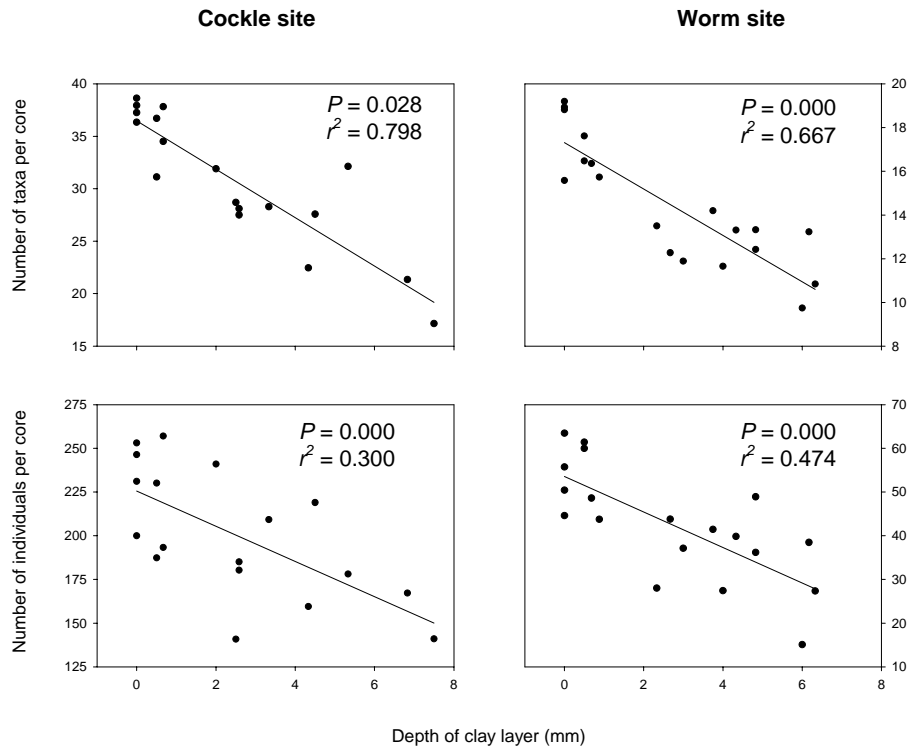 Cockle site
Worm site
Number of taxa per core
40
35
30
25
20
15
P = 0.028
r² = 0.798
P = 0.000
r² = 0.667
20
18
16
14
12
10
8
Number of individuals per core
275
250
225
200
175
150
125
P = 0.000
r² = 0.300
P = 0.000
r² = 0.474
70
60
50
40
30
20
10
0 2 4 6 8
0 2 4 6 8
Depth of clay layer (mm)